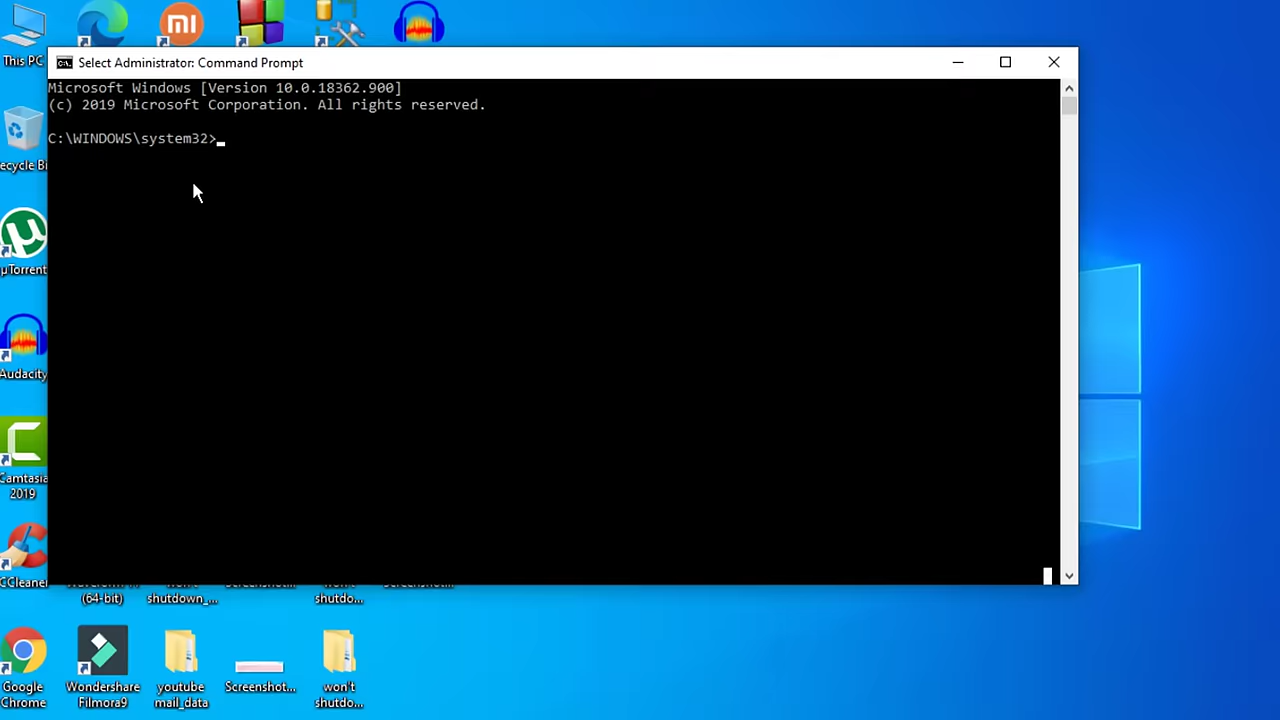 This PC
Select Administrator: Command Prompt
Microsoft Windows [Version 10.0.18362.900]
(c) 2019 Microsoft Corporation. All rights reserved.
C:\WINDOWS\system32>
ecycle Bi
µTorrent
Audacity
Camtasia
2019
CCleaner
(64-bit)
shutdown_...
Screenshot...
shutdo...
Screenshot...
Google
Chrome
Wondershare
Filmora9
youtube
mail_data
Screenshot...
won't
shutdo...